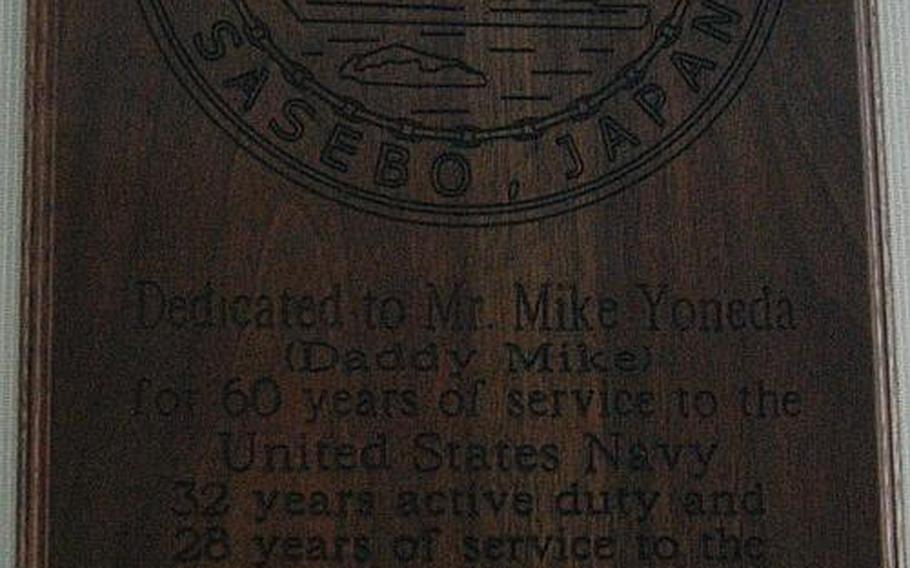 SASEBO, JAPAN
Dedicated to Mr. Mike Yoneda
(Daddy Mike)
for 60 years of service to the
United States Navy
32 years active duty and
28 years of service to the